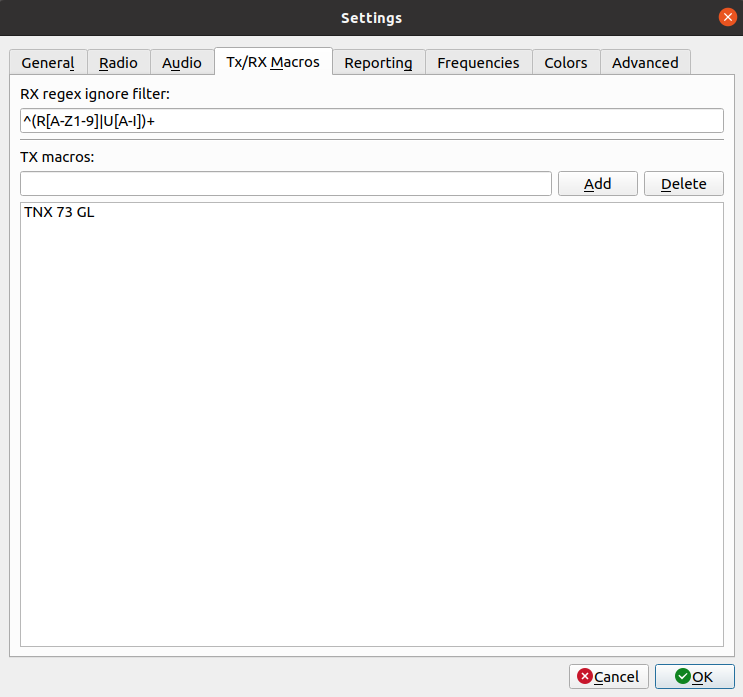 Settings
General Radio Audio Tx/RX Macros Reporting Frequencies Colors Advanced
RX regex ignore filter:
^(R[A-Z1-9]|U[A-I])+
TX macros:
Add Delete
TNX 73 GL
Cancel OK